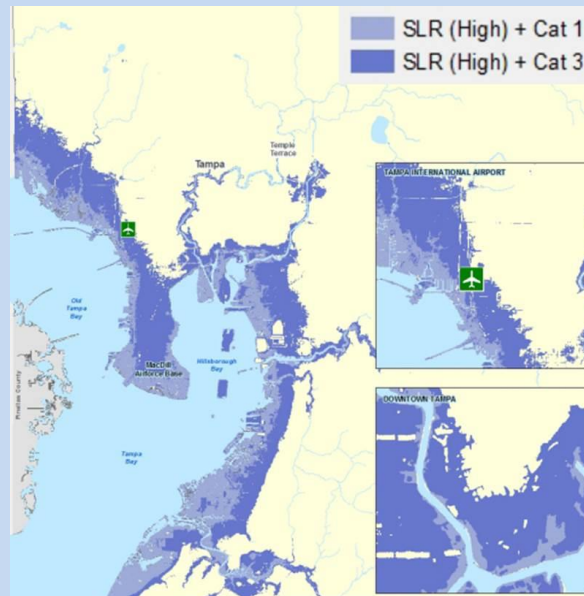 SLR (High) + Cat 1
SLR (High) + Cat 3
Temple
Terrace
Tampa
TAMPA INTERNATIONAL AIRPORT
Old
Tampa
Bay
MacDill
Airforce Base
Hillsborough
Bay
Pinellas County
DOWNTOWN TAMPA
Tampa
Bay